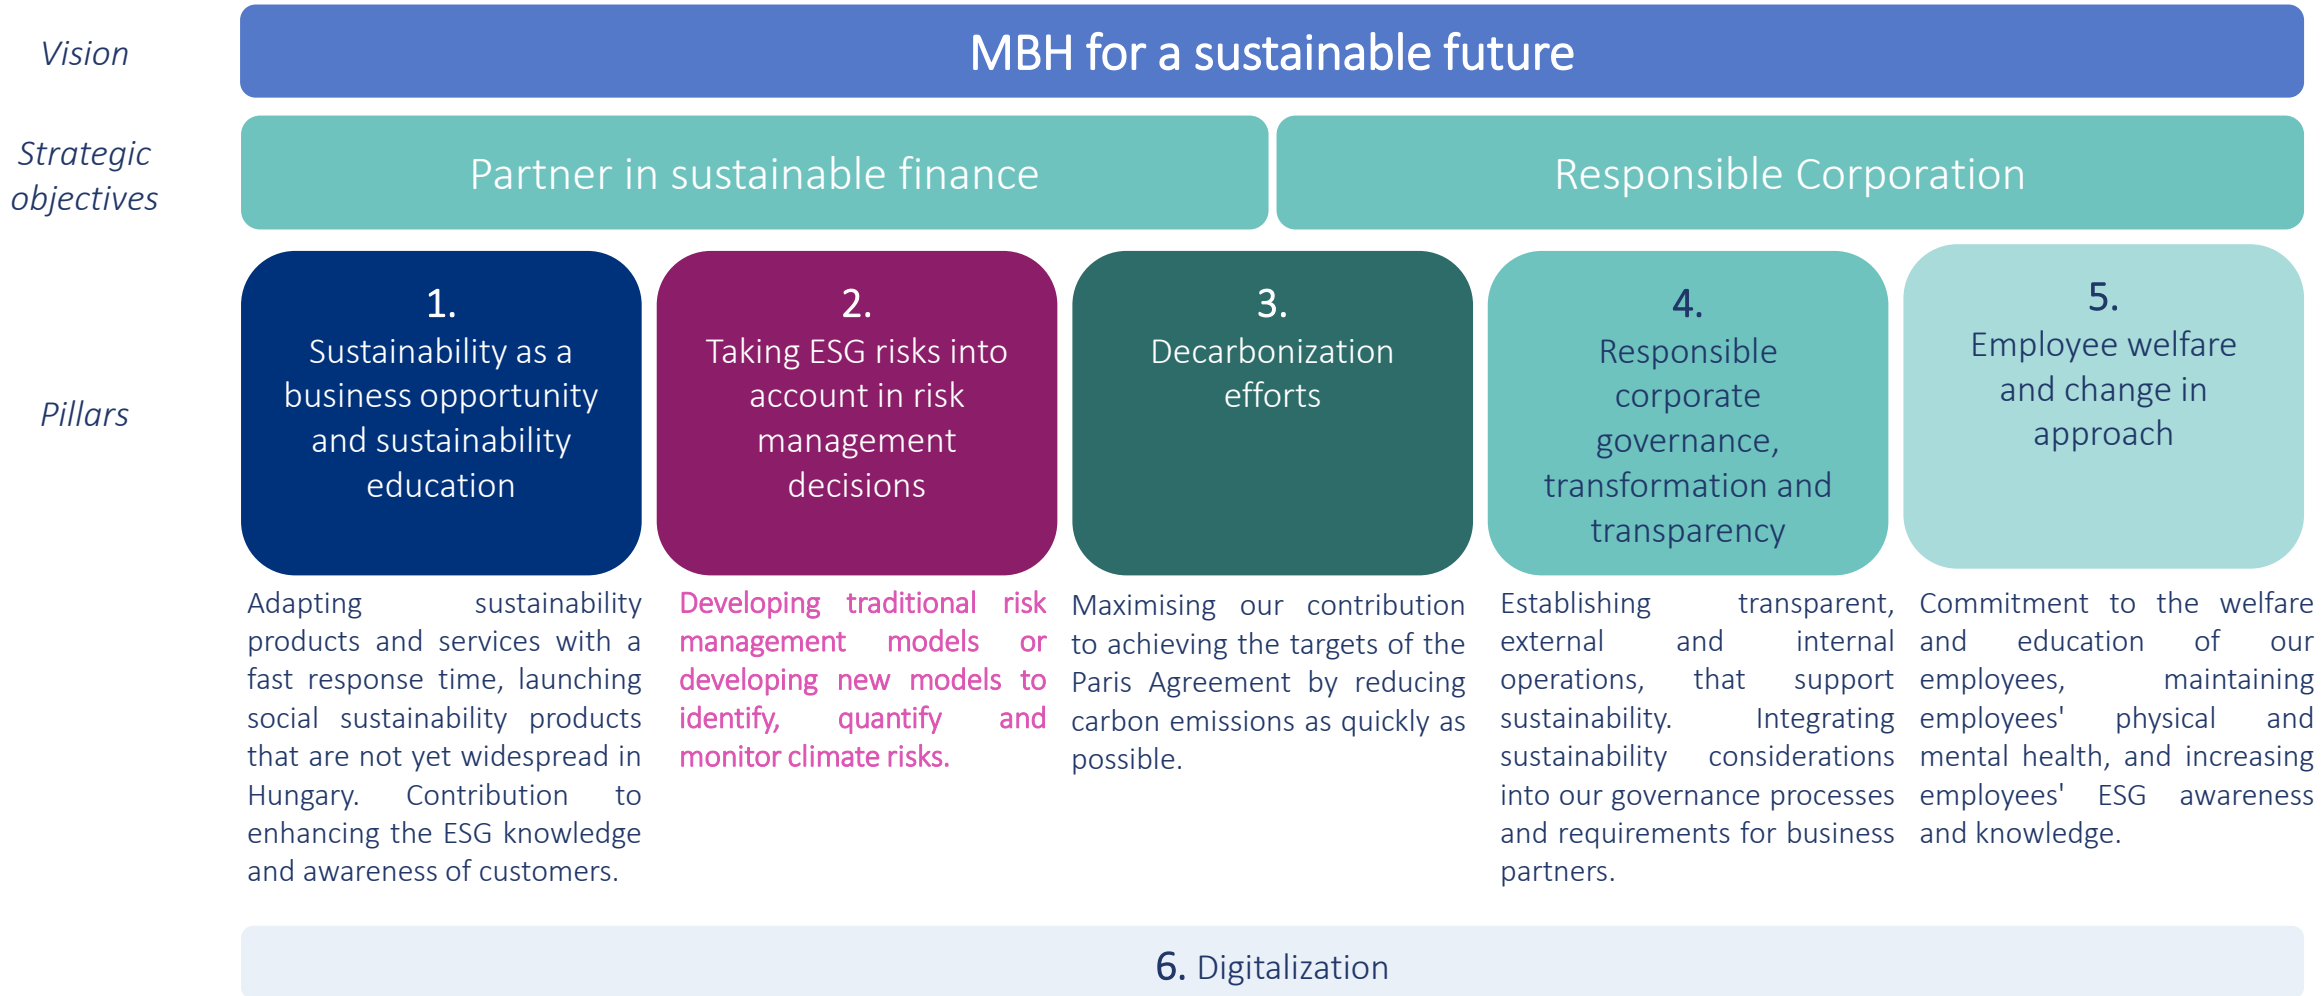 Vision
MBH for a sustainable future
Strategic
objectives
Partner in sustainable finance
Responsible Corporation
Pillars
1.
Sustainability as a
business opportunity
and sustainability
education
2.
Taking ESG risks into
account in risk
management
decisions
3.
Decarbonization
efforts
4.
Responsible
corporate
governance,
transformation and
transparency
5.
Employee welfare
and change in
approach
Adapting sustainability
products and services with a
fast response time, launching
social sustainability products
that are not yet widespread in
Hungary. Contribution to
enhancing the ESG knowledge
and awareness of customers.
Developing traditional risk
management models or
developing new models to
identify, quantify and
monitor climate risks.
Maximising our contribution
to achieving the targets of the
Paris Agreement by reducing
carbon emissions as quickly as
possible.
Establishing transparent,
external and internal
operations, that support
sustainability. Integrating
sustainability considerations
into our governance processes
and requirements for business
partners.
Commitment to the welfare
and education of our
employees, maintaining
employees' physical and
mental health, and increasing
employees' ESG awareness
and knowledge.
6. Digitalization